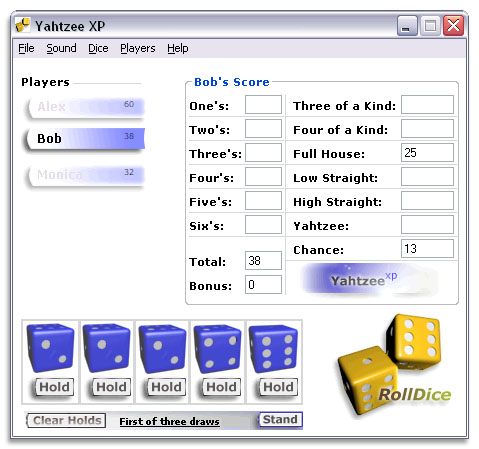 Yahtzee XP
File Sound Dice Players Help
Players
Alex 60
Bob 38
Monica 32
Bob's Score
One's: Three of a Kind:
Two's: Four of a Kind:
Three's: Full House: 25
Four's: Low Straight:
Five's: High Straight:
Six's: Yahtzee:
Chance: 13
Total: 38
Bonus: 0
Yahtzee xp
Hold Hold Hold Hold Hold
RollDice
Clear Holds First of three draws Stand